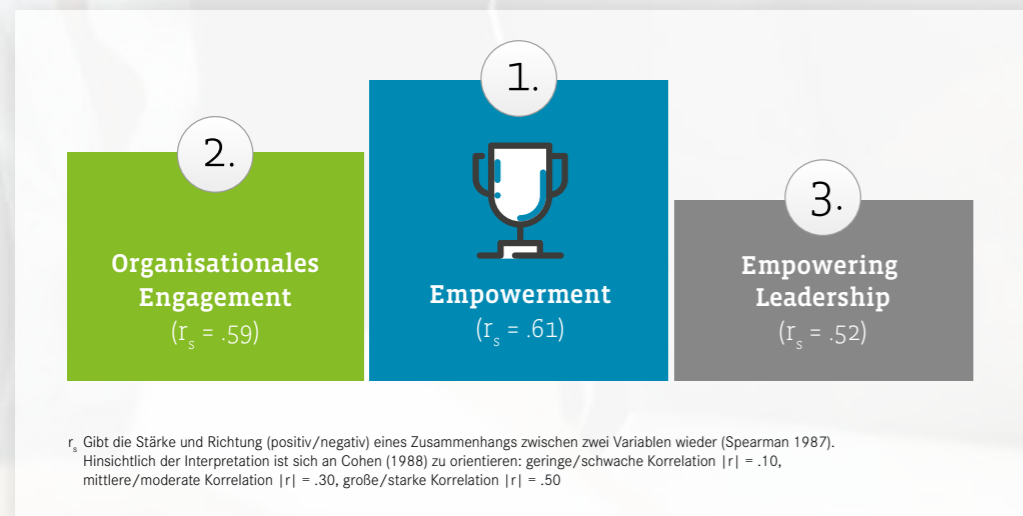 1.
2.
3.
Organisationales
Engagement
(rs = .59)
Empowerment
(rs = .61)
Empowering
Leadership
(rs = .52)
rs Gibt die Stärke und Richtung (positiv/negativ) eines Zusammenhangs zwischen zwei Variablen wieder (Spearman 1987).
Hinsichtlich der Interpretation ist sich an Cohen (1988) zu orientieren: geringe/schwache Korrelation |r| = .10,
mittlere/moderate Korrelation |r| = .30, große/starke Korrelation |r| = .50